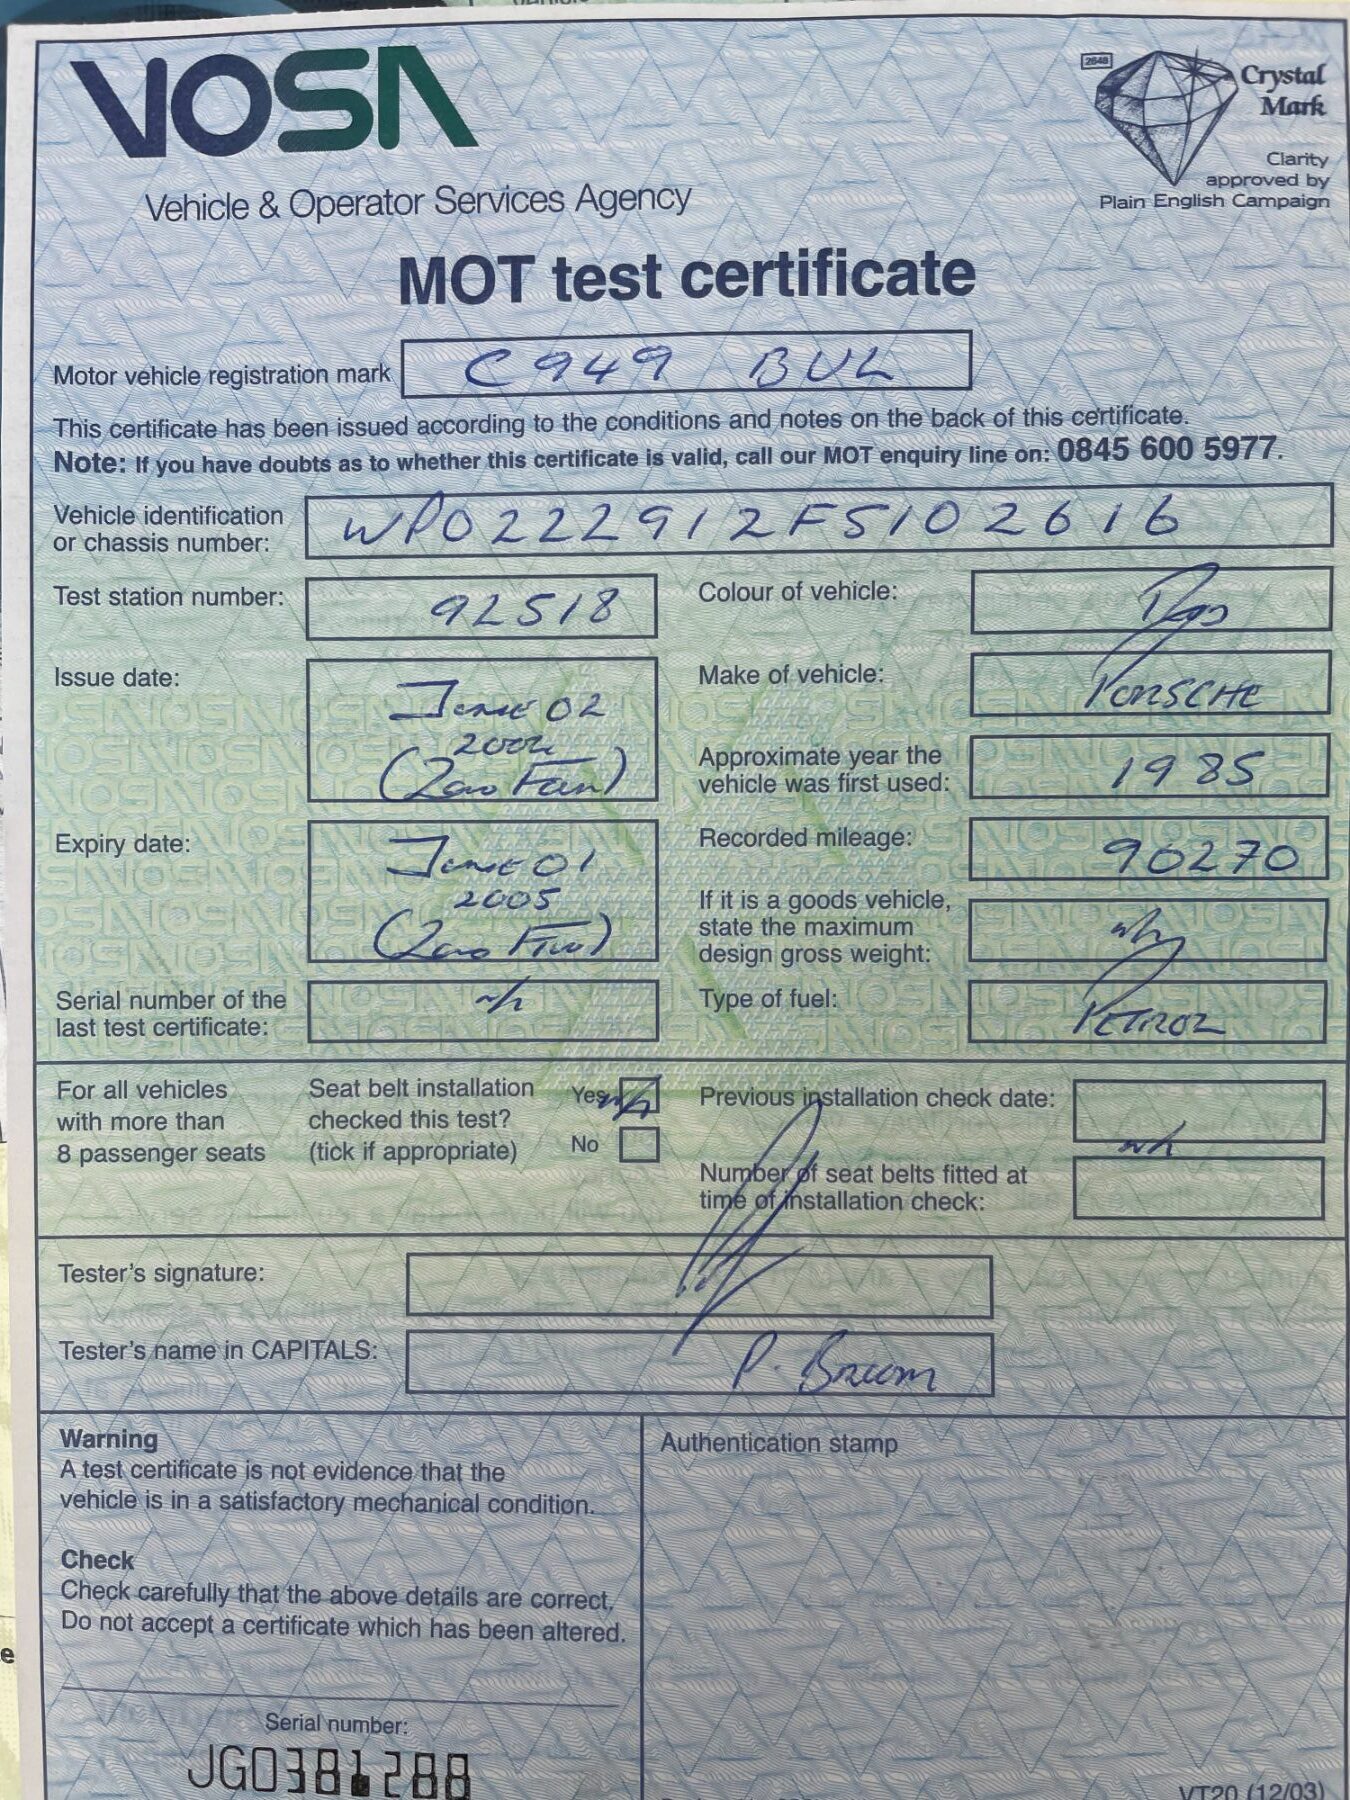 VOSA
2648
Crystal
Mark
Clarity
approved by
Plain English Campaign
Vehicle & Operator Services Agency
MOT test certificate
Motor vehicle registration mark C949 BUL
This certificate has been issued according to the conditions and notes on the back of this certificate.
Note: If you have doubts as to whether this certificate is valid, call our MOT enquiry line on: 0845 600 5977.
Vehicle identification
or chassis number: WP0222912FS102616
Test station number: 92518
Colour of vehicle:
Issue date: June 02
2004
(Zero Four)
Make of vehicle: PORSCHE
Approximate year the
vehicle was first used: 1985
Expiry date: June 01
2005
(Zero Five)
Recorded mileage: 90270
If it is a goods vehicle,
state the maximum
design gross weight: n/a
Serial number of the
last test certificate: n/a
Type of fuel: PETROL
For all vehicles
with more than
8 passenger seats
Seat belt installation
checked this test?
(tick if appropriate)
Yes n/a
No
Previous installation check date:
n/a
Number of seat belts fitted at
time of installation check:
Tester's signature:
Tester's name in CAPITALS: P.
Warning
A test certificate is not evidence that the
vehicle is in a satisfactory mechanical condition.
Check
Check carefully that the above details are correct.
Do not accept a certificate which has been altered.
Authentication stamp
Serial number:
JG0381288
VT20 (12/03)